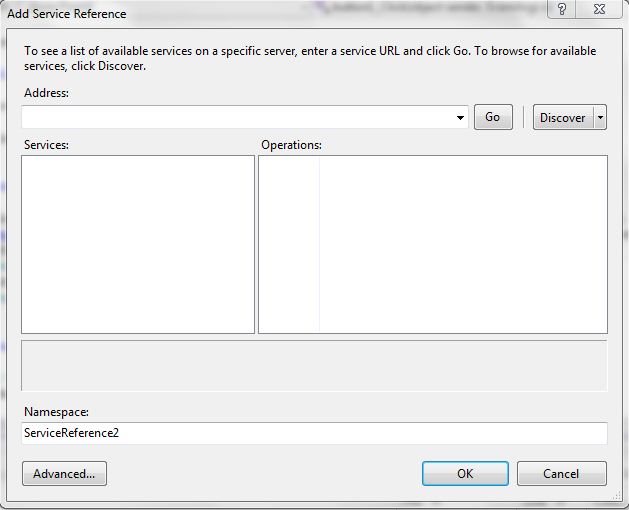 Add Service Reference
To see a list of available services on a specific server, enter a service URL and click Go. To browse for available
services, click Discover.
Address:
Go
Discover
Services:
Operations:
Namespace:
ServiceReference2
Advanced...
OK
Cancel